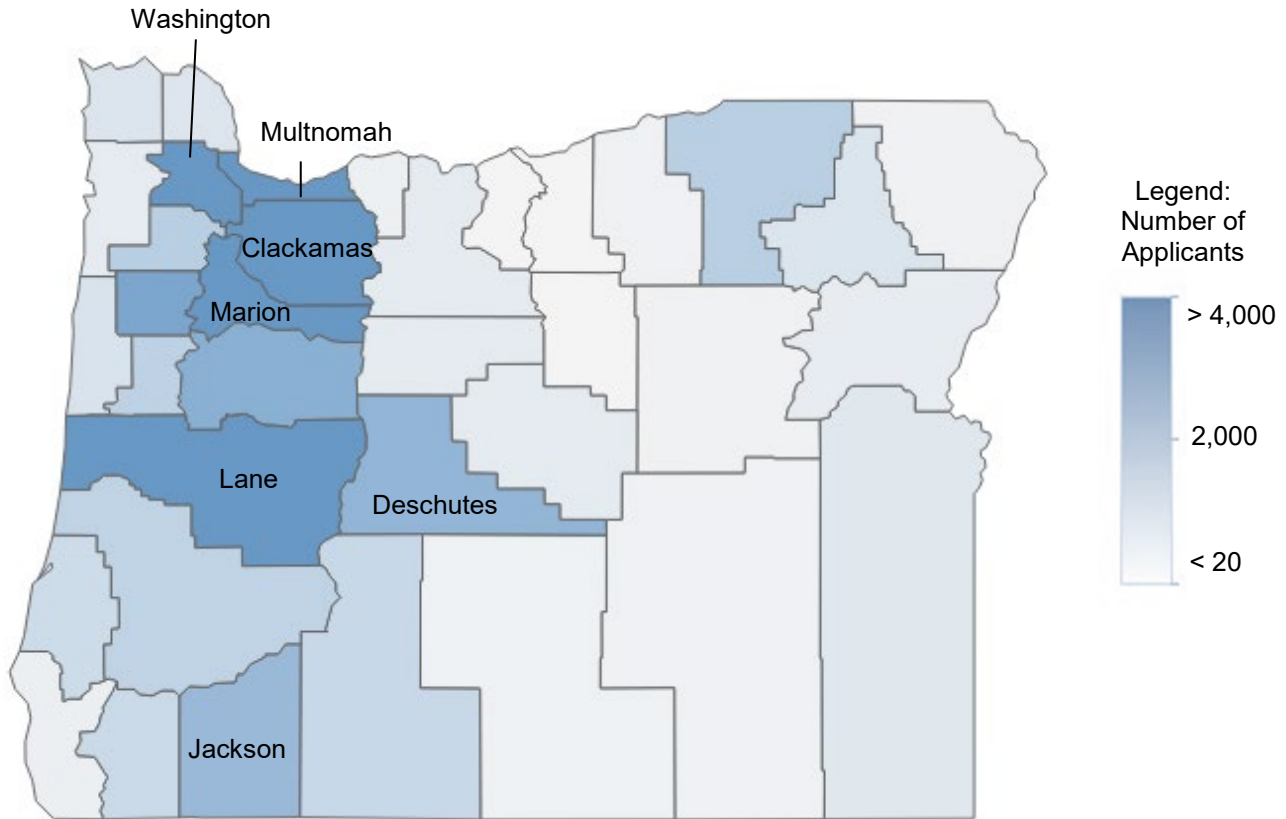 Washington
Multnomah
Clackamas
Marion
Lane
Deschutes
Jackson
Legend:
Number of
Applicants
> 4,000
2,000
< 20